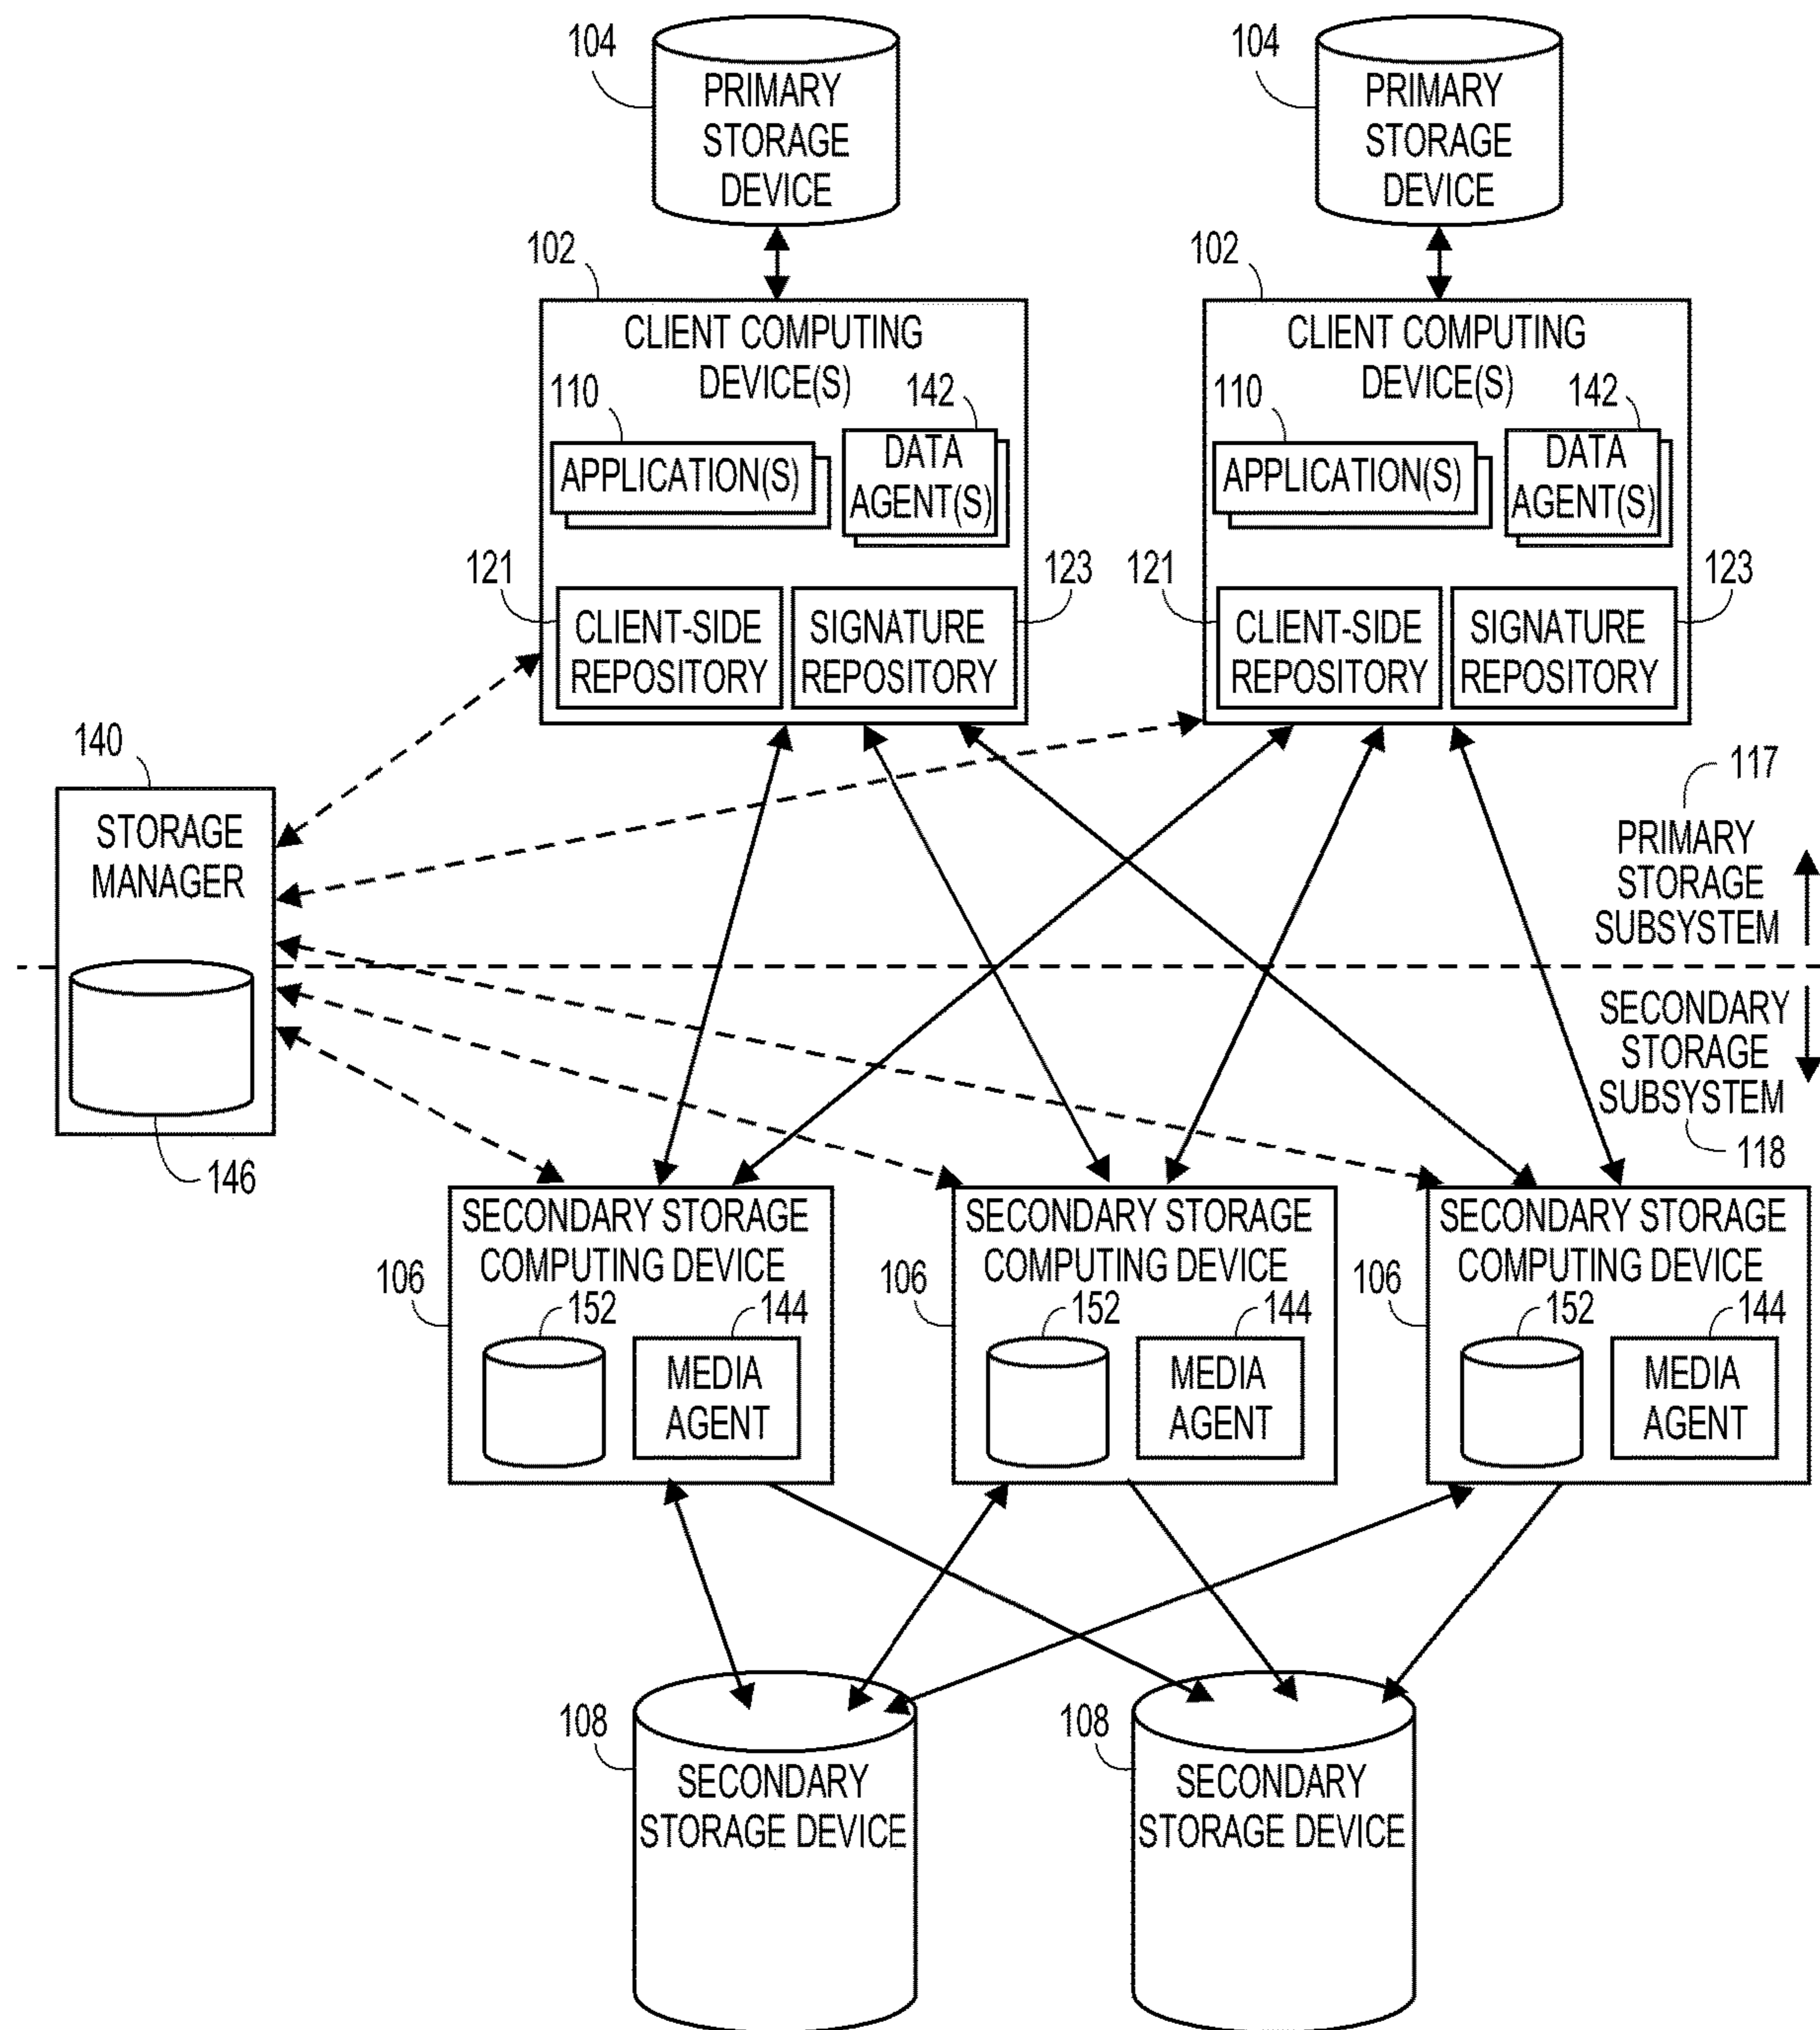 104
PRIMARY
STORAGE
DEVICE
104
PRIMARY
STORAGE
DEVICE
102
CLIENT COMPUTING
DEVICE(S)
110
142
APPLICATION(S)
DATA
AGENT(S)
121
123
CLIENT-SIDE
REPOSITORY
SIGNATURE
REPOSITORY
102
CLIENT COMPUTING
DEVICE(S)
110
142
APPLICATION(S)
DATA
AGENT(S)
121
123
CLIENT-SIDE
REPOSITORY
SIGNATURE
REPOSITORY
140
STORAGE
MANAGER
146
117
PRIMARY
STORAGE
SUBSYSTEM
SECONDARY
STORAGE
SUBSYSTEM
118
SECONDARY STORAGE
COMPUTING DEVICE
106
152
144
MEDIA
AGENT
SECONDARY STORAGE
COMPUTING DEVICE
106
152
144
MEDIA
AGENT
SECONDARY STORAGE
COMPUTING DEVICE
106
152
144
MEDIA
AGENT
108
SECONDARY
STORAGE DEVICE
108
SECONDARY
STORAGE DEVICE